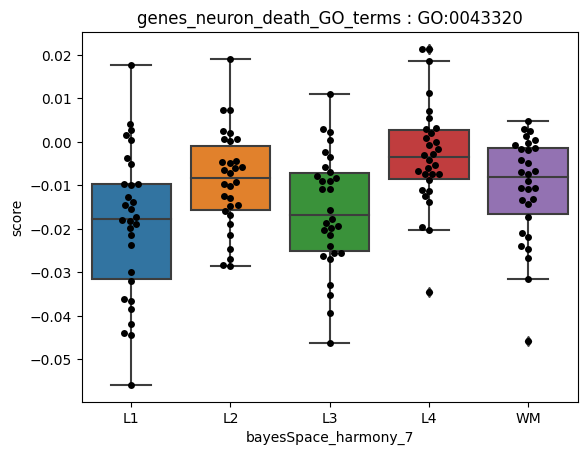 genes_neuron_death_GO_terms : GO:0043320
0.02
0.01
0.00
−0.01
−0.02
−0.03
−0.04
−0.05
score
L1 L2 L3 L4 WM
bayesSpace_harmony_7